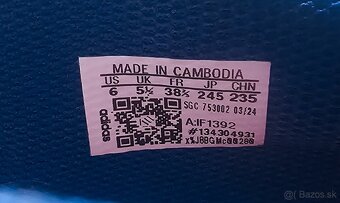 MADE IN CAMBODIA
US UK FR JP CHN
6 5½ 38⅔ 245 235
SGC 753002 03/24
adidas
A:IF1392
#134304931
Bazos.sk